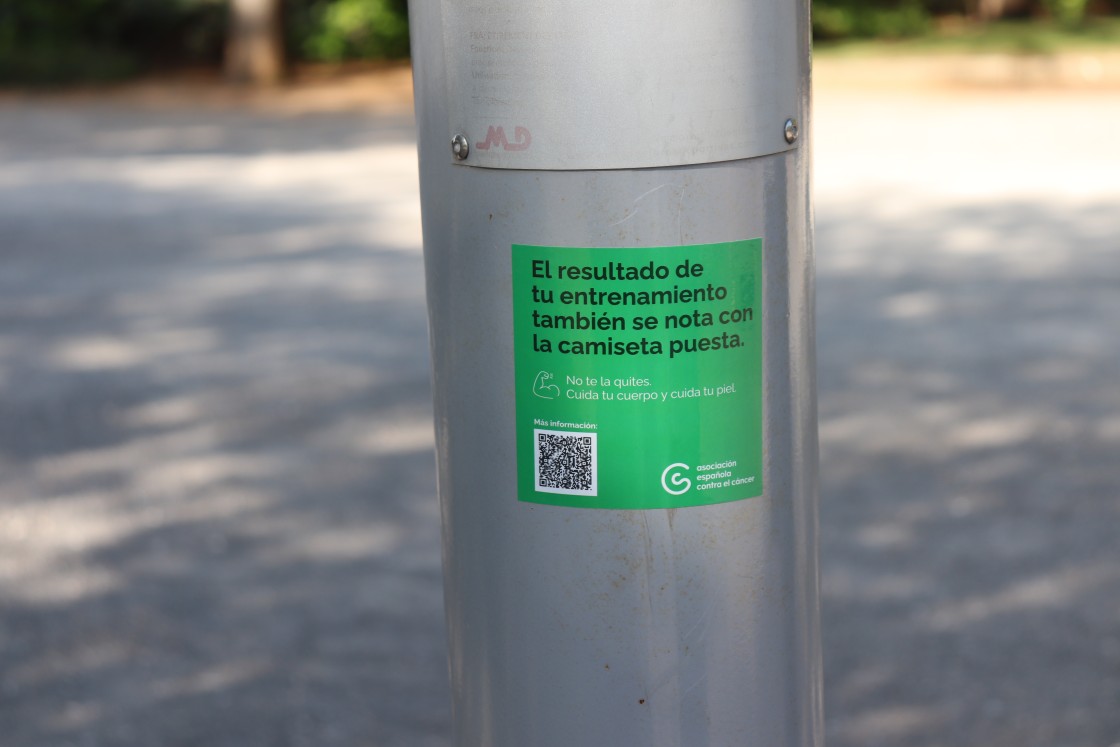 MD
El resultado de
tu entrenamiento
también se nota con
la camiseta puesta.
No te la quites.
Cuida tu cuerpo y cuida tu piel.
Más información:
asociación
española
contra el cáncer